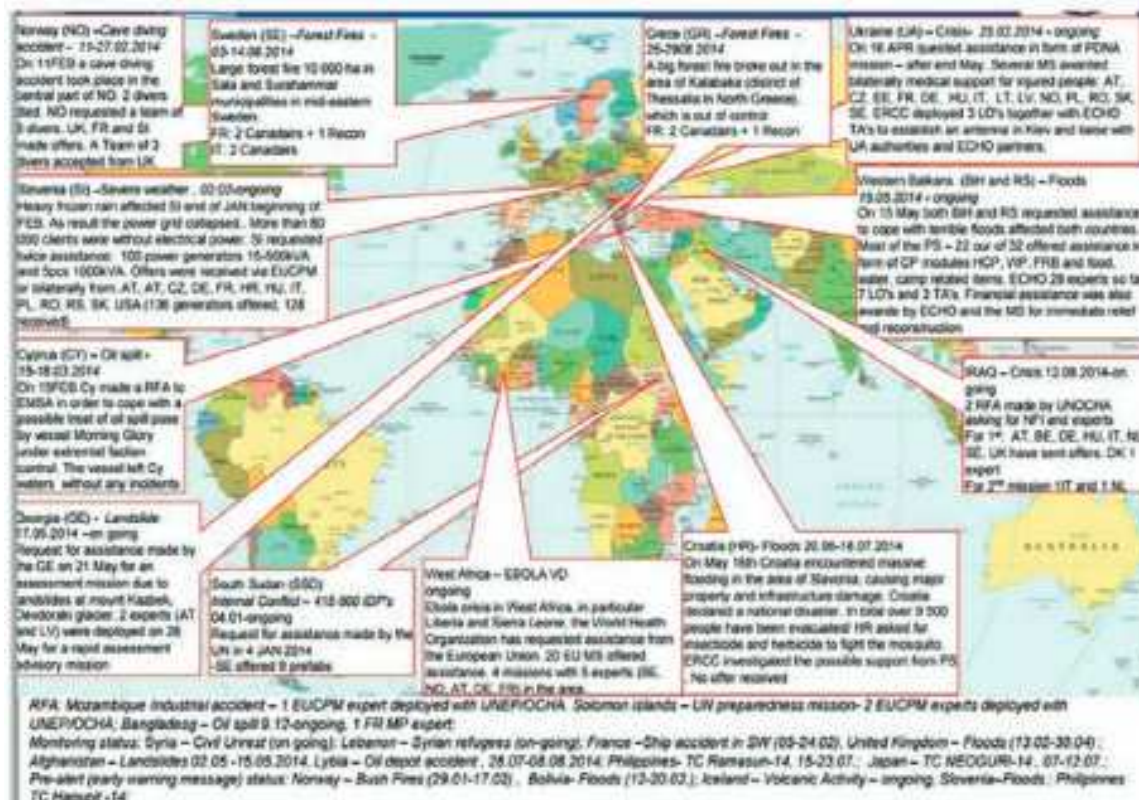 Norway (NO) –Cave diving
accident – 11-27.02.2014
On 11FEB a cave diving
accident took place in the
central part of NO. 2 divers
died. NO requested a team of
divers. UK, FR and SI
made offers. A Team of 3
divers accepted from UK
Sweden (SE) –Forest Fires –
03-14.08.2014
Large forest fire 10 000 ha in
Sala and Surahammar
municipalities in mid-eastern
Sweden.
FR: 2 Canadairs + 1 Recon
IT: 2 Canadairs
Grece (GR) –Forest Fires –
A big forest fire broke out in the
area of Kalabaka (district of
Thessalia in North Greece),
which is out of control.
FR: 2 Canadairs + 1 Recon
Ukraine (UA) – Crisis- 25.02.2014 - ongoing
On 16 APR quested assistance in form of PDNA
mission – after end May. Several MS awarded
bilaterally medical support for injured people: AT,
CZ, EE, FR, DE, HU, IT, LT, LV, NO, PL, RO, SK,
SE. ERCC deployed 3 LO's together with ECHO
TA's to establish an antenna in Kiev and liaise with
UA authorities and ECHO partners.
Slovenia (SI) –Severe weather , 02.02-ongoing
Heavy frozen rain affected SI end of JAN beginning of
FEB. As result the power grid collapsed.. More than 80
000 clients were without electrical power. SI requested
twice assistance: 100 power generators 15-500kVA
and 5pcs 1000kVA. Offers were received via EUCPM
or bilaterally from: AT, AT, CZ, DE, FR, HR, HU, IT,
PL, RO, RS, SK, USA (136 generators offered, 128
received)
Western Balkans (BIH and RS) – Floods
15.05.2014 - ongoing
On 15 May both BIH and RS requested assistance
to cope with terrible floods affected both countries.
Most of the PS – 22 our of 32 offered assistance in
form of CP modules HCP, WP, FRB and food,
water, camp related items. ECHO 28 experts so fa
7 LO's and 2 TA's. Financial assistance was also
awards by ECHO and the MS for immediate relief
and reconstruction
Cyprus (CY) – Oil spill -
15-18.03.2014
On 15FEB Cy made a RFA to
EMSA in order to cope with a
possible treat of oil spill pose
by vessel Morning Glory
under extremist faction
control. The vessel left Cy
waters without any incidents
IRAQ – Crisis 12.08.2014-on
going
2 RFA made by UNOCHA
asking for NFI and experts
For 1st: AT, BE, DE, HU, IT, NL
SE, UK have sent offers. DK 1
expert
For 2nd mission 1IT and 1 NL
Georgia (GE) - Landslide
17.05.2014 –on going
Request for assistance made by
the GE on 21 May for an
assessment mission due to
landslides at mount Kazbek,
Devdoraki glacier. 2 experts (AT
and LV) were deployed on 28
May for a rapid assessment
advisory mission
South Sudan (SSD)
Internal Conflict – IDP's
04.01-ongoing
Request for assistance made by the
UN in 4 JAN 2014
-SE offered 9 prefabs
West Africa – EBOLA VD
ongoing
Ebola crisis in West Africa, in particular
Liberia and Sierra Leone, the World Health
Organization has requested assistance from
the European Union. 20 EU MS offered
assistance. 4 missions with 5 experts (SE,
NO, AT, DE, FR) in the area.
Croatia (HR)- Floods 20.06-16.07.2014
On May 16th Croatia encountered massive
flooding in the area of Slavonia, causing major
property and infrastructure damage. Croatia
declared a national disaster. In total over 9 500
people have been evacuated! HR asked for
insecticide and herbicide to fight the mosquito.
ERCC investigated the possible support from PS
. No offer received
AUSTRALIA
RFA: Mozambique Industrial accident – 1 EUCPM expert deployed with UNEP/OCHA, Solomon islands – UN preparedness mission- 2 EUCPM experts deployed with
UNEP/OCHA; Bangladesg – Oil spill 9.12-ongoing, 1 FR MP expert;
Monitoring status: Syria – Civil Unrest (on going); Lebenon – Syrian refugees (on-going), France –Ship accident in SW (05-24.02), United Kingdom – Floods (13.02-30.04) ;
Afghanistan – Landslides 02.05 -15.05.2014, Lybia – Oil depot accident , 28.07-08.08.2014; Philippines- TC Ramasun-14, 15-23.07.; Japan – TC NEOGURI-14 , 07-12.07.;
Pre-alert (early warning message) status: Norway – Bush Fires (29.01-17.02) , Bolivia- Floods (12-20.02.); Iceland – Volcanic Activity – ongoing, Slovenia–Floods ; Philipinnes
TC Hagupit -14;